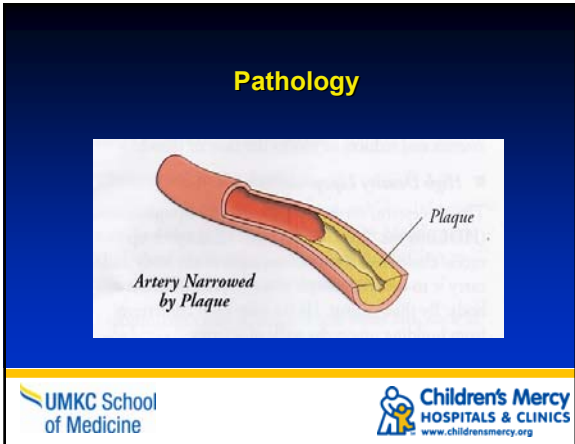 Pathology
Plaque
Artery Narrowed
by Plaque
UMKC School
of Medicine
Children's Mercy
HOSPITALS & CLINICS
www.childrensmercy.org